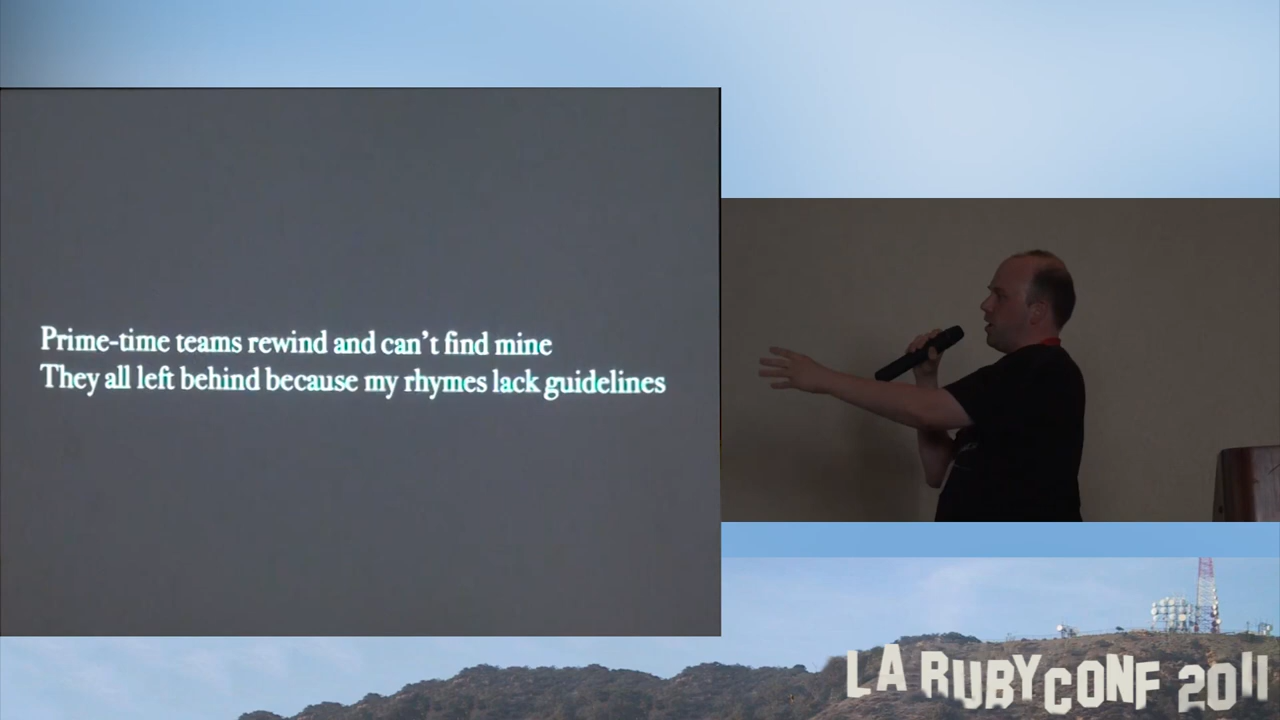 Prime-time teams rewind and can't find mine
They all left behind because my rhymes lack guidelines
LA RUBYCONF 2011